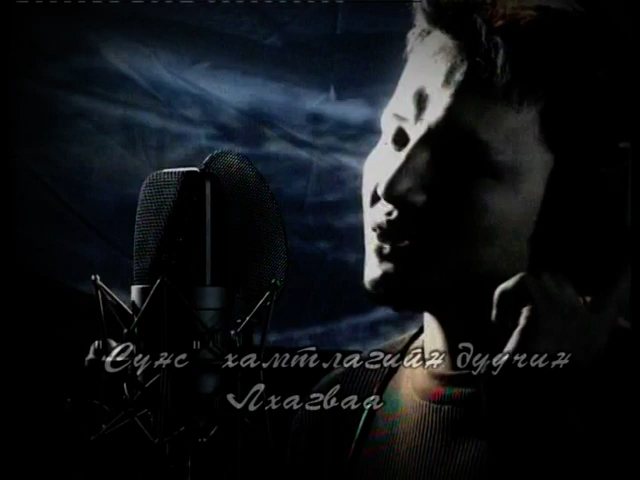 "Сүнс" хамтлагийн дуучин
Лхагваа